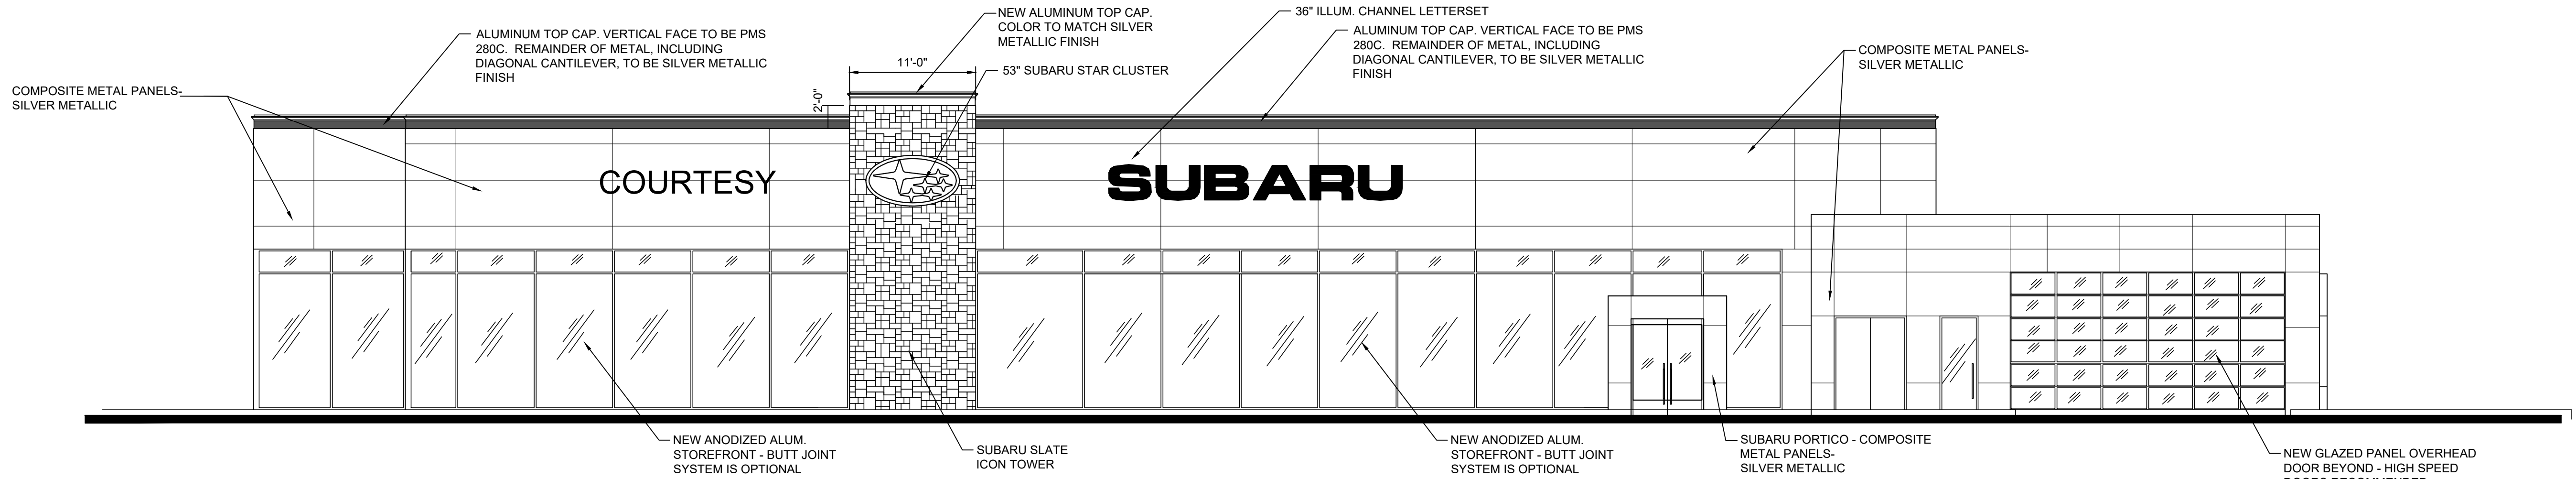 NEW ALUMINUM TOP CAP.
COLOR TO MATCH SILVER
METALLIC FINISH
36" ILLUM. CHANNEL LETTERSET
ALUMINUM TOP CAP. VERTICAL FACE TO BE PMS
280C. REMAINDER OF METAL, INCLUDING
DIAGONAL CANTILEVER, TO BE SILVER METALLIC
FINISH
ALUMINUM TOP CAP. VERTICAL FACE TO BE PMS
280C. REMAINDER OF METAL, INCLUDING
DIAGONAL CANTILEVER, TO BE SILVER METALLIC
FINISH
COMPOSITE METAL PANELS-
SILVER METALLIC
11'-0"
53" SUBARU STAR CLUSTER
COMPOSITE METAL PANELS-
SILVER METALLIC
2'-0"
COURTESY
SUBARU
NEW ANODIZED ALUM.
STOREFRONT - BUTT JOINT
SYSTEM IS OPTIONAL
SUBARU SLATE
ICON TOWER
NEW ANODIZED ALUM.
STOREFRONT - BUTT JOINT
SYSTEM IS OPTIONAL
SUBARU PORTICO - COMPOSITE
METAL PANELS-
SILVER METALLIC
NEW GLAZED PANEL OVERHEAD
DOOR BEYOND - HIGH SPEED
DOORS RECOMMENDED